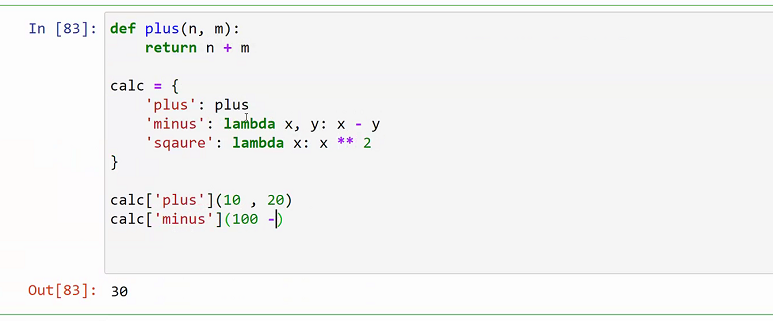 In [83]: def plus(n, m):
    return n + m
calc = {
    'plus': plus
    'minus': lambda x, y: x - y
    'sqaure': lambda x: x ** 2
}
calc['plus'](10 , 20)
calc['minus'](100 -)
Out[83]: 30